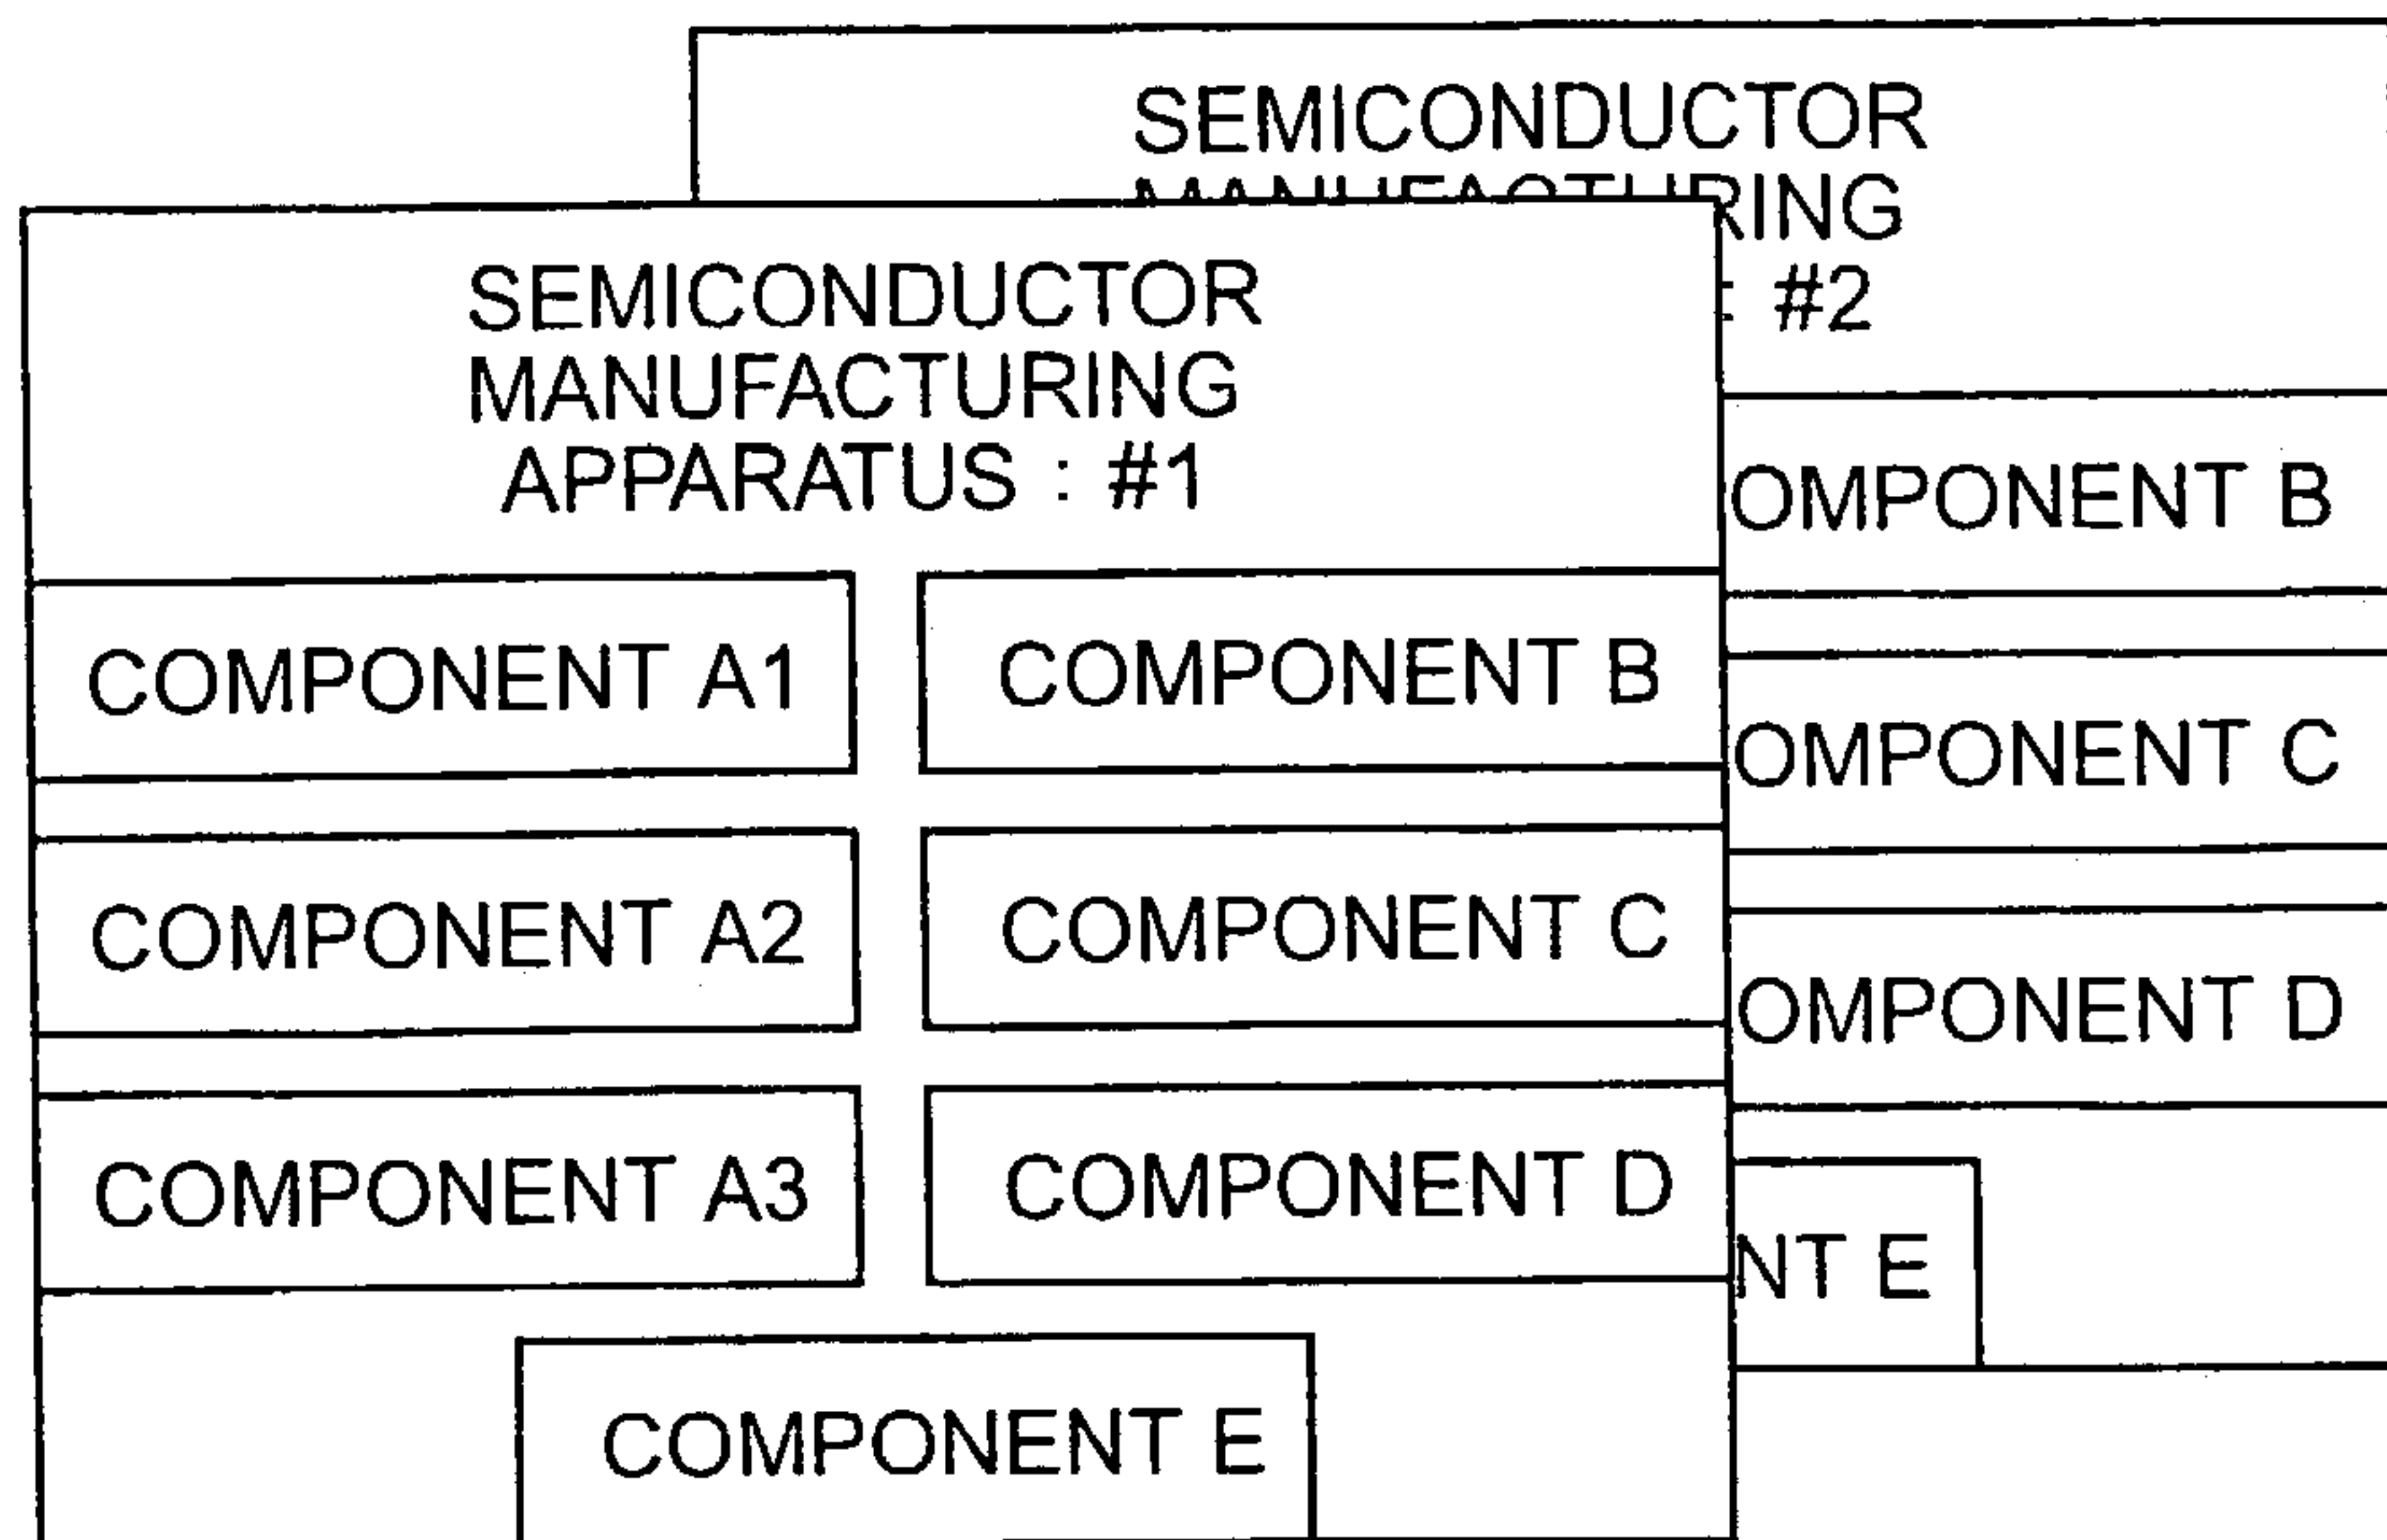 SEMICONDUCTOR
RING
: #2
SEMICONDUCTOR
MANUFACTURING
APPARATUS : #1
COMPONENT A1
COMPONENT B
COMPONENT A2
COMPONENT C
COMPONENT A3
COMPONENT D
COMPONENT E
OMPONENT B
OMPONENT C
OMPONENT D
NT E